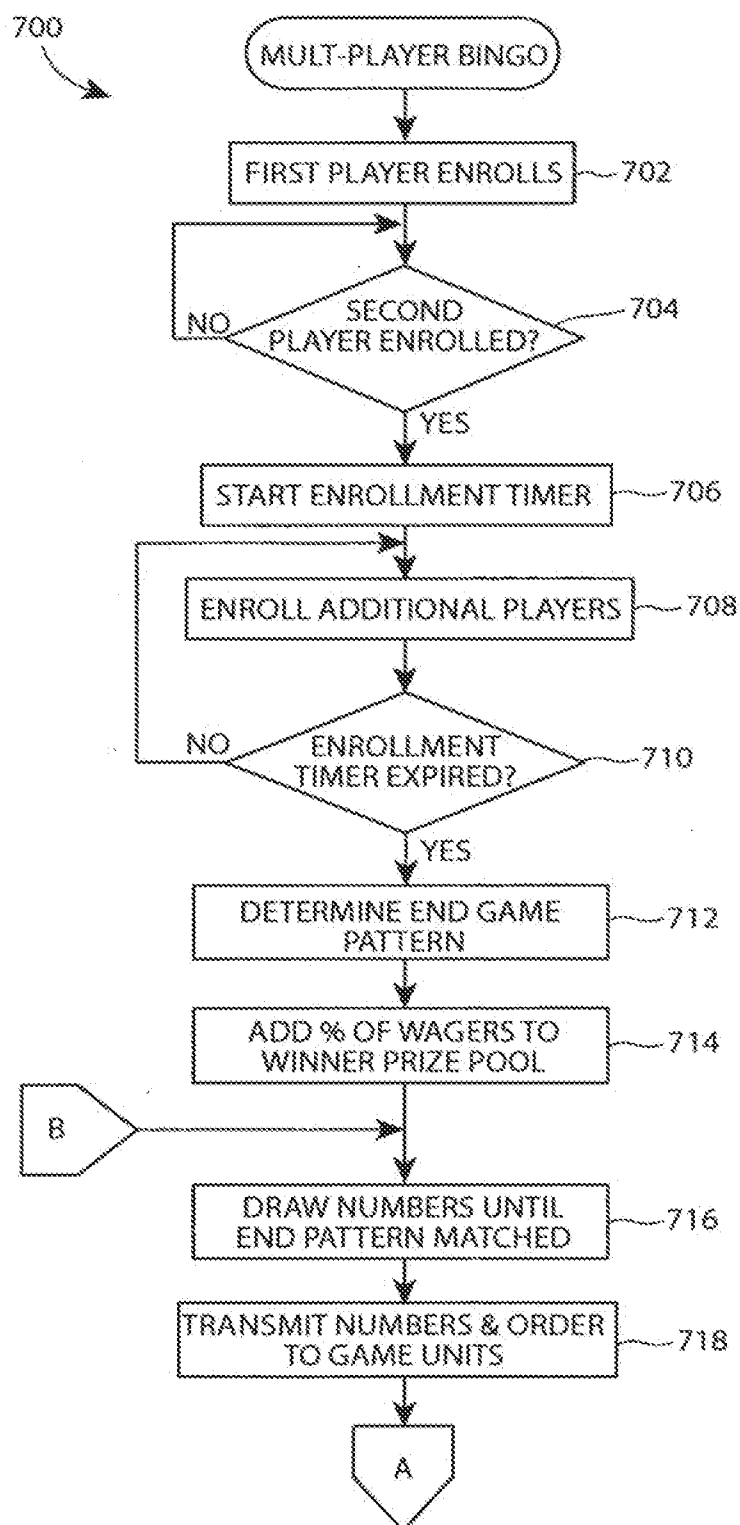 700
MULT-PLAYER BINGO
FIRST PLAYER ENROLLS
702
SECOND
PLAYER ENROLLED?
704
NO
YES
START ENROLLMENT TIMER
706
ENROLL ADDITIONAL PLAYERS
708
ENROLLMENT
TIMER EXPIRED?
710
NO
YES
DETERMINE END GAME
PATTERN
712
ADD % OF WAGERS TO
WINNER PRIZE POOL
714
B
DRAW NUMBERS UNTIL
END PATTERN MATCHED
716
TRANSMIT NUMBERS & ORDER
TO GAME UNITS
718
A